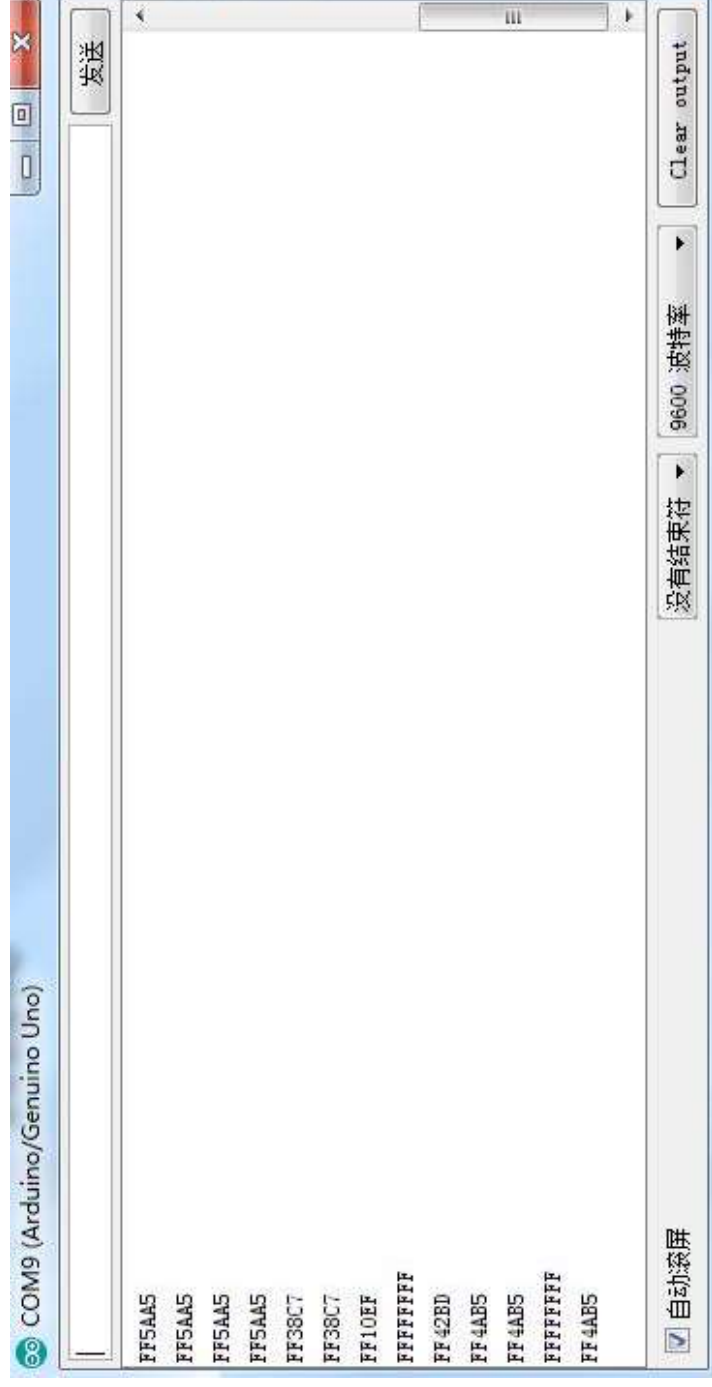 COM9 (Arduino/Genuino Uno)
发送
FF5AA5
FF5AA5
FF5AA5
FF5AA5
FF38C7
FF38C7
FF10EF
FFFFFFFF
FF42BD
FF4AB5
FF4AB5
FFFFFFFF
FF4AB5
自动滚屏
没有结束符
9600 波特率
Clear output